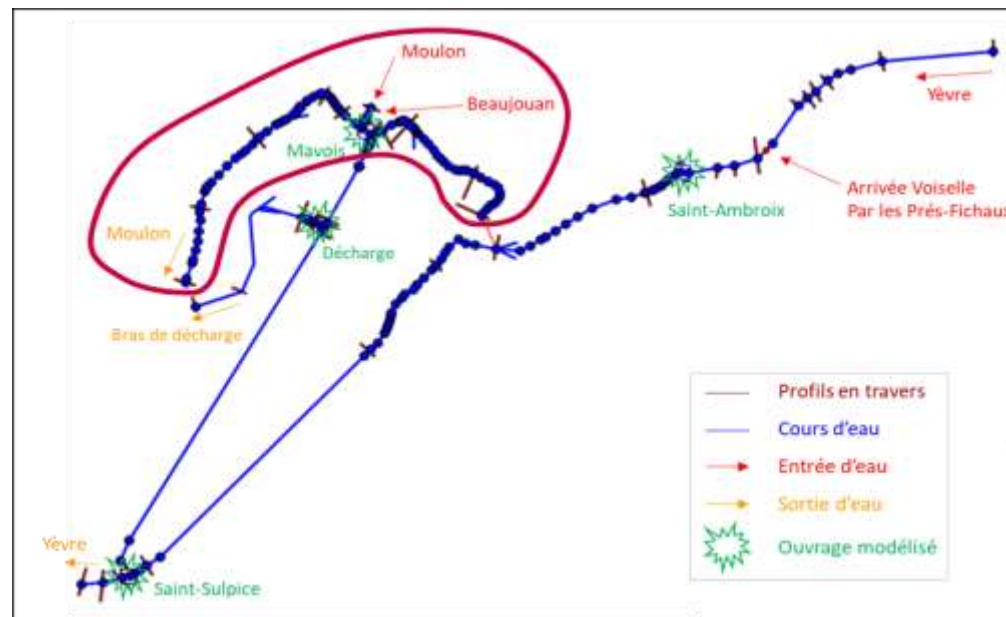 Moulon
Beaujouan
Yèvre
Mavois
Saint-Ambroix
Arrivée Voiselle
Par les Prés-Fichaux
Moulon
Décharge
Bras de décharge
Profils en travers
Cours d'eau
Entrée d'eau
Sortie d'eau
Ouvrage modélisé
Yèvre
Saint-Sulpice